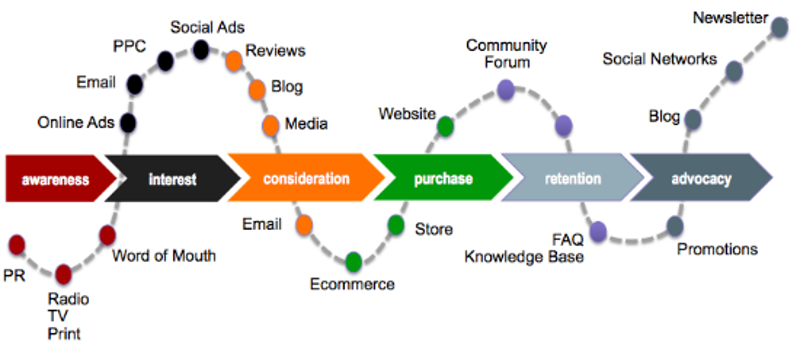 Newsletter
Social Ads
PPC
Reviews
Community
Forum
Social Networks
Email
Blog
Website
Blog
Online Ads
Media
awareness
interest
consideration
purchase
retention
advocacy
Email
Store
Word of Mouth
FAQ
Knowledge Base
Promotions
PR
Ecommerce
Radio
TV
Print